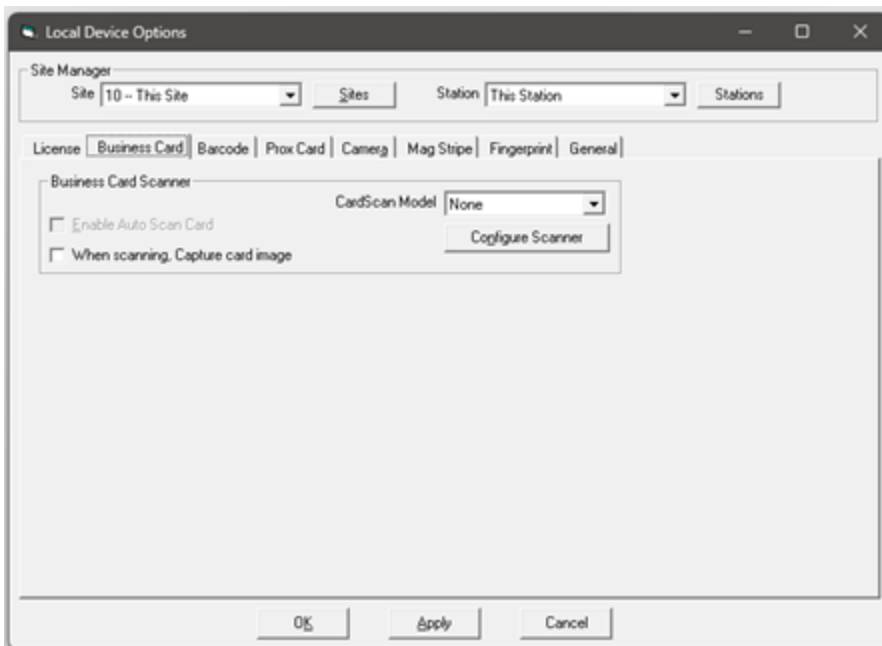 Local Device Options
Site Manager
Site 10 -- This Site Sites Station This Station Stations
License Business Card Barcode Prox Card Camera Mag Stripe Fingerprint General
Business Card Scanner
CardScan Model None
Enable Auto Scan Card
Configure Scanner
When scanning, Capture card image
OK Apply Cancel